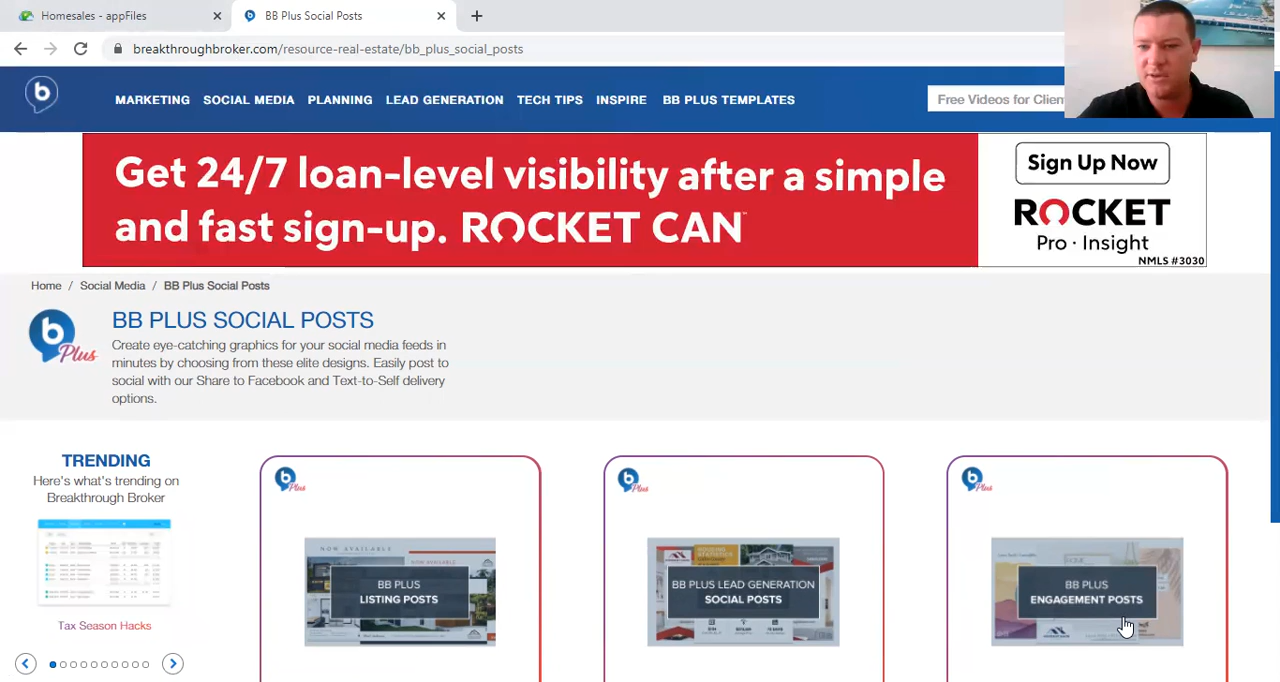 Homesales - appFiles
BB Plus Social Posts
breakthroughbroker.com/resource-real-estate/bb_plus_social_posts
b
MARKETING SOCIAL MEDIA PLANNING LEAD GENERATION TECH TIPS INSPIRE BB PLUS TEMPLATES
Free Videos for Clien
Get 24/7 loan-level visibility after a simple
and fast sign-up. ROCKET CAN™
Sign Up Now
ROCKET
Pro · Insight
NMLS #3030
Home / Social Media / BB Plus Social Posts
b Plus
BB PLUS SOCIAL POSTS
Create eye-catching graphics for your social media feeds in
minutes by choosing from these elite designs. Easily post to
social with our Share to Facebook and Text-to-Self delivery
options.
TRENDING
Here's what's trending on
Breakthrough Broker
Tax Season Hacks
b Plus
NOW AVAILABLE
BB PLUS
LISTING POSTS
b Plus
BB PLUS LEAD GENERATION
SOCIAL POSTS
b Plus
BB PLUS
ENGAGEMENT POSTS